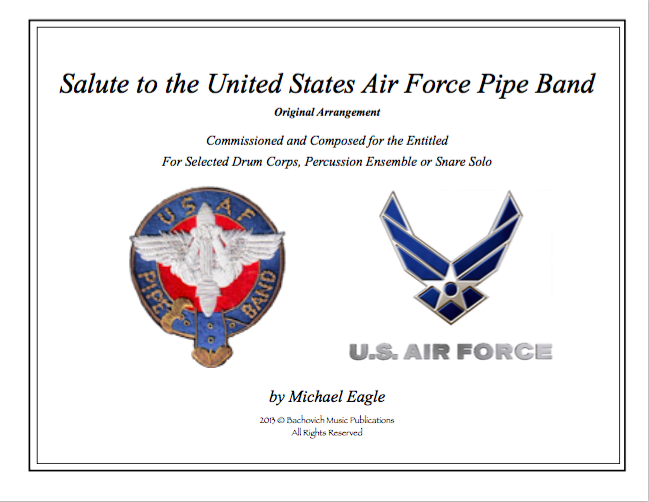 Salute to the United States Air Force Pipe Band
Original Arrangement
Commissioned and Composed for the Entitled
For Selected Drum Corps, Percussion Ensemble or Snare Solo
USAF
PIPE BAND
U.S. AIR FORCE
by Michael Eagle
2013 © Bachovich Music Publications
All Rights Reserved